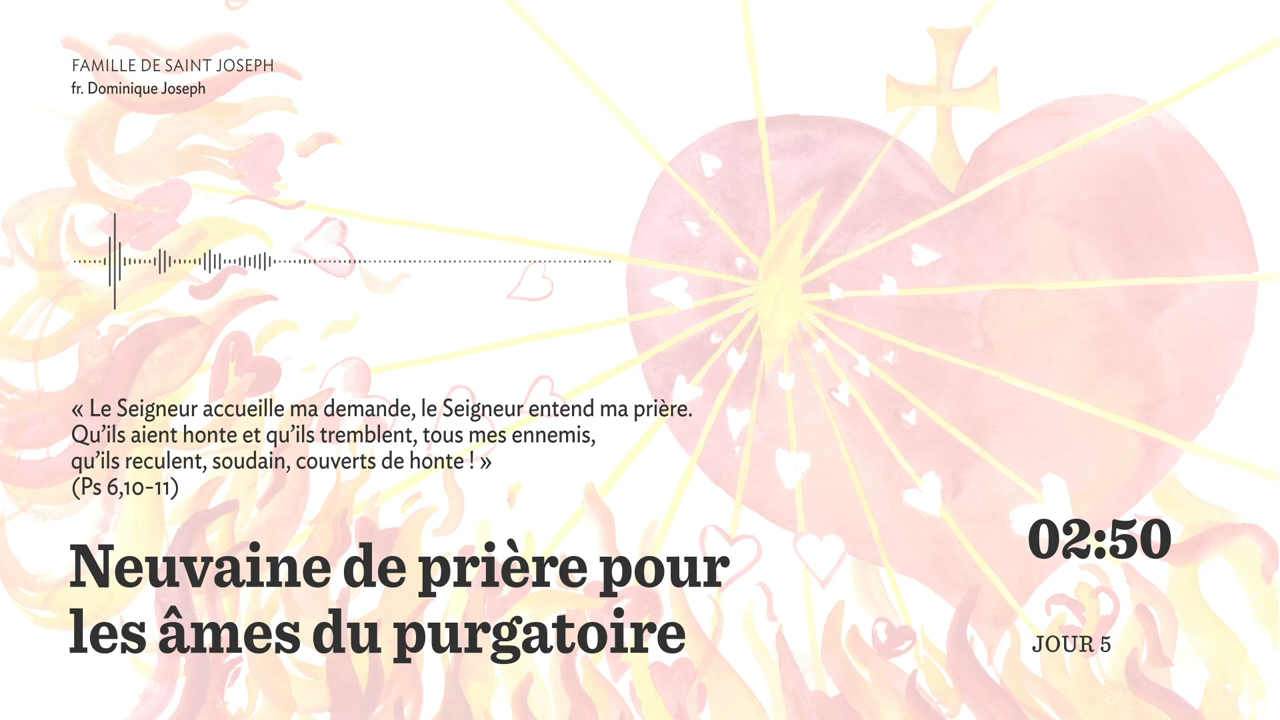 FAMILLE DE SAINT JOSEPH
fr. Dominique Joseph
« Le Seigneur accueille ma demande, le Seigneur entend ma prière.
Qu’ils aient honte et qu’ils tremblent, tous mes ennemis,
qu’ils reculent, soudain, couverts de honte ! »
(Ps 6,10-11)
Neuvaine de prière pour
les âmes du purgatoire
02:50
JOUR 5